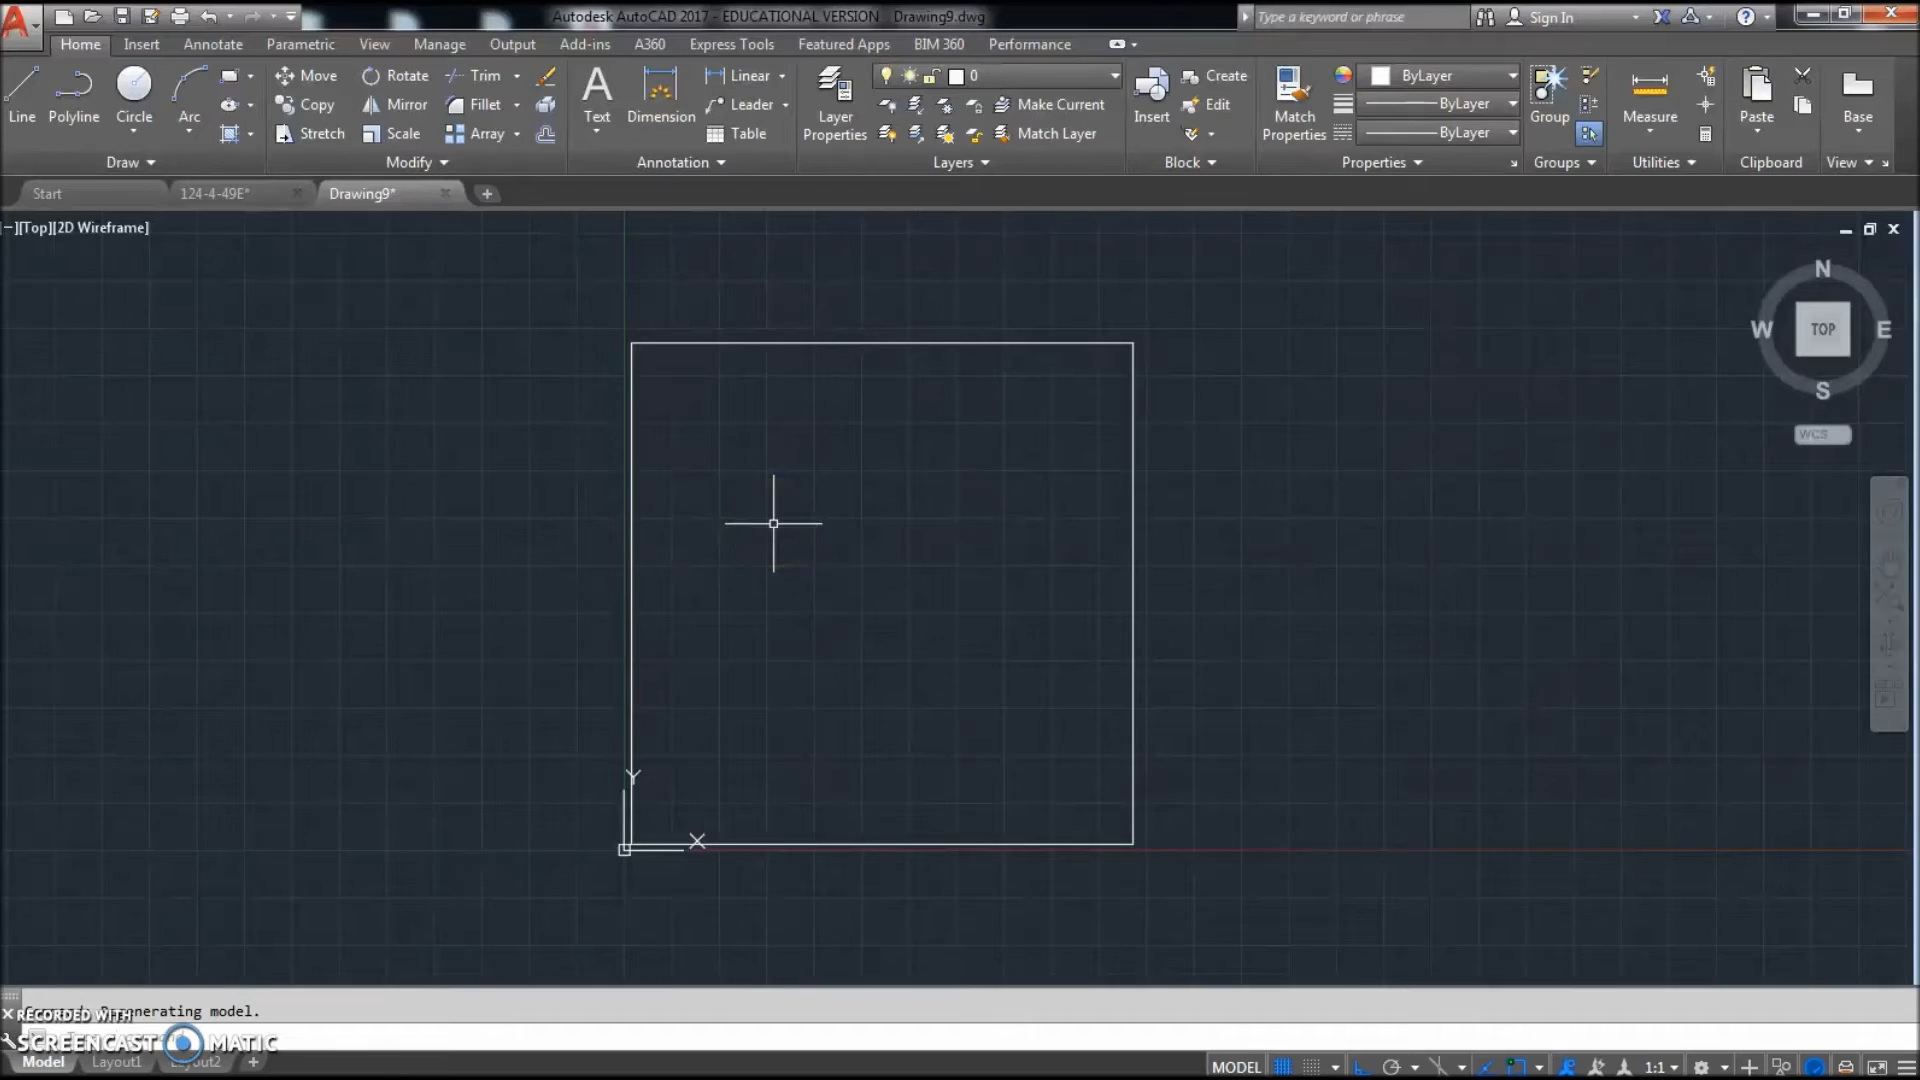 Autodesk AutoCAD 2017 - EDUCATIONAL VERSION Drawing9.dwg
Type a keyword or phrase
Sign In
Home Insert Annotate Parametric View Manage Output Add-ins A360 Express Tools Featured Apps BIM 360 Performance
Line Polyline Circle Arc
Move Rotate Trim
Copy Mirror Fillet
Stretch Scale Array
Text Dimension
Linear
Leader
Table
Layer Properties
0
Make Current
Match Layer
Insert
Create
Edit
Match Properties
ByLayer
ByLayer
ByLayer
Group
Measure
Paste
Base
Draw Modify Annotation Layers Block Properties Groups Utilities Clipboard View
Start 124-4-49E* Drawing9*
[−][Top][2D Wireframe]
N
W TOP E
S
WCS
Y
X
Regenerating model.
RECORDED WITH
SCREENCAST MATIC
Model Layout1 Layout2
MODEL 1:1